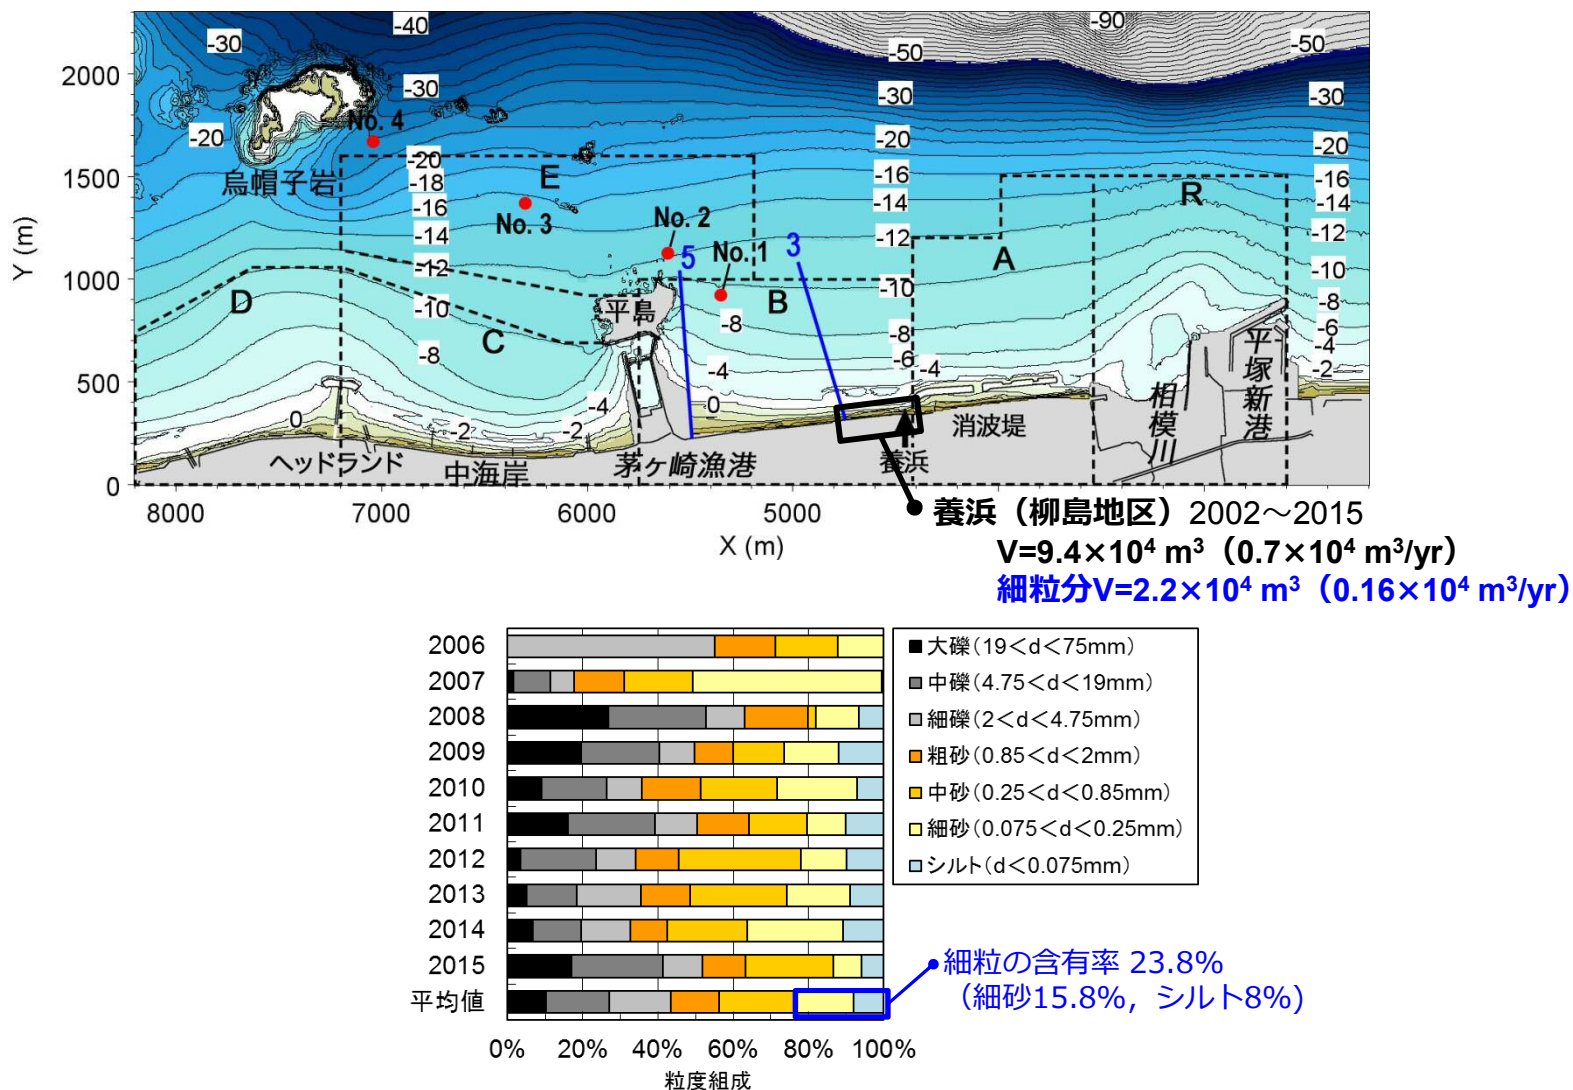 -30
-40
-90
-50
-50
2000
-30
-30
-30
No. 4
-20
-20
-20
烏帽子岩
-20
E
-16
-16
R
1500
-18
Y (m)
-16
No. 3
No. 2
-14
-14
-14
5
3
-12
-12
No. 1
A
-12
-10
1000
D
-10
平島
B
-10
-8
C
-8
-8
-8
-6
-6
-4
-4
-4
-2
500
-4
0
平塚新港
相模川
0
-2
-2
消波堤
ヘッドランド
中海岸
茅ヶ崎漁港
養浜
0
8000
7000
6000
5000
X (m)
養浜（柳島地区）2002～2015
V=9.4×10⁴ m³（0.7×10⁴ m³/yr）
細粒分V=2.2×10⁴ m³（0.16×10⁴ m³/yr）
2006
2007
2008
2009
2010
2011
2012
2013
2014
2015
平均値
大礫(19＜d＜75mm)
中礫(4.75＜d＜19mm)
細礫(2＜d＜4.75mm)
粗砂(0.85＜d＜2mm)
中砂(0.25＜d＜0.85mm)
細砂(0.075＜d＜0.25mm)
シルト(d＜0.075mm)
細粒の含有率 23.8%
（細砂15.8%，シルト8%）
0%
20%
40%
60%
80%
100%
粒度組成